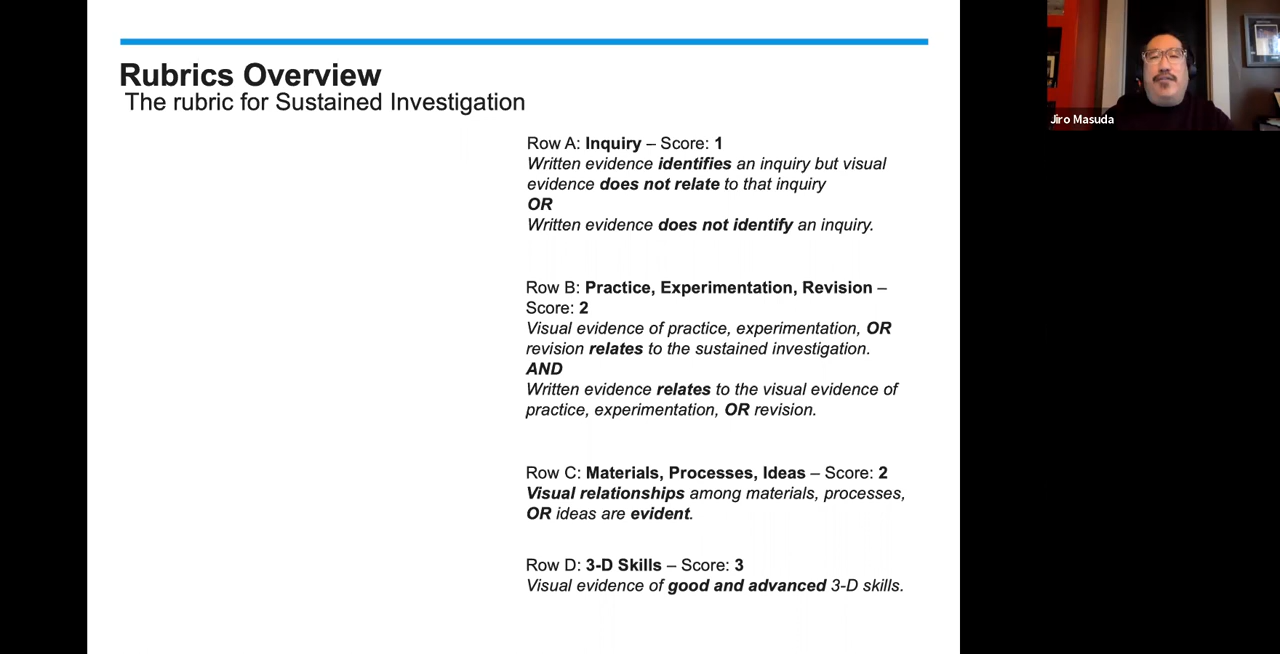 Rubrics Overview
The rubric for Sustained Investigation
Row A: Inquiry – Score: 1
Written evidence identifies an inquiry but visual
evidence does not relate to that inquiry
OR
Written evidence does not identify an inquiry.
Row B: Practice, Experimentation, Revision –
Score: 2
Visual evidence of practice, experimentation, OR
revision relates to the sustained investigation.
AND
Written evidence relates to the visual evidence of
practice, experimentation, OR revision.
Row C: Materials, Processes, Ideas – Score: 2
Visual relationships among materials, processes,
OR ideas are evident.
Row D: 3-D Skills – Score: 3
Visual evidence of good and advanced 3-D skills.
Jiro Masuda